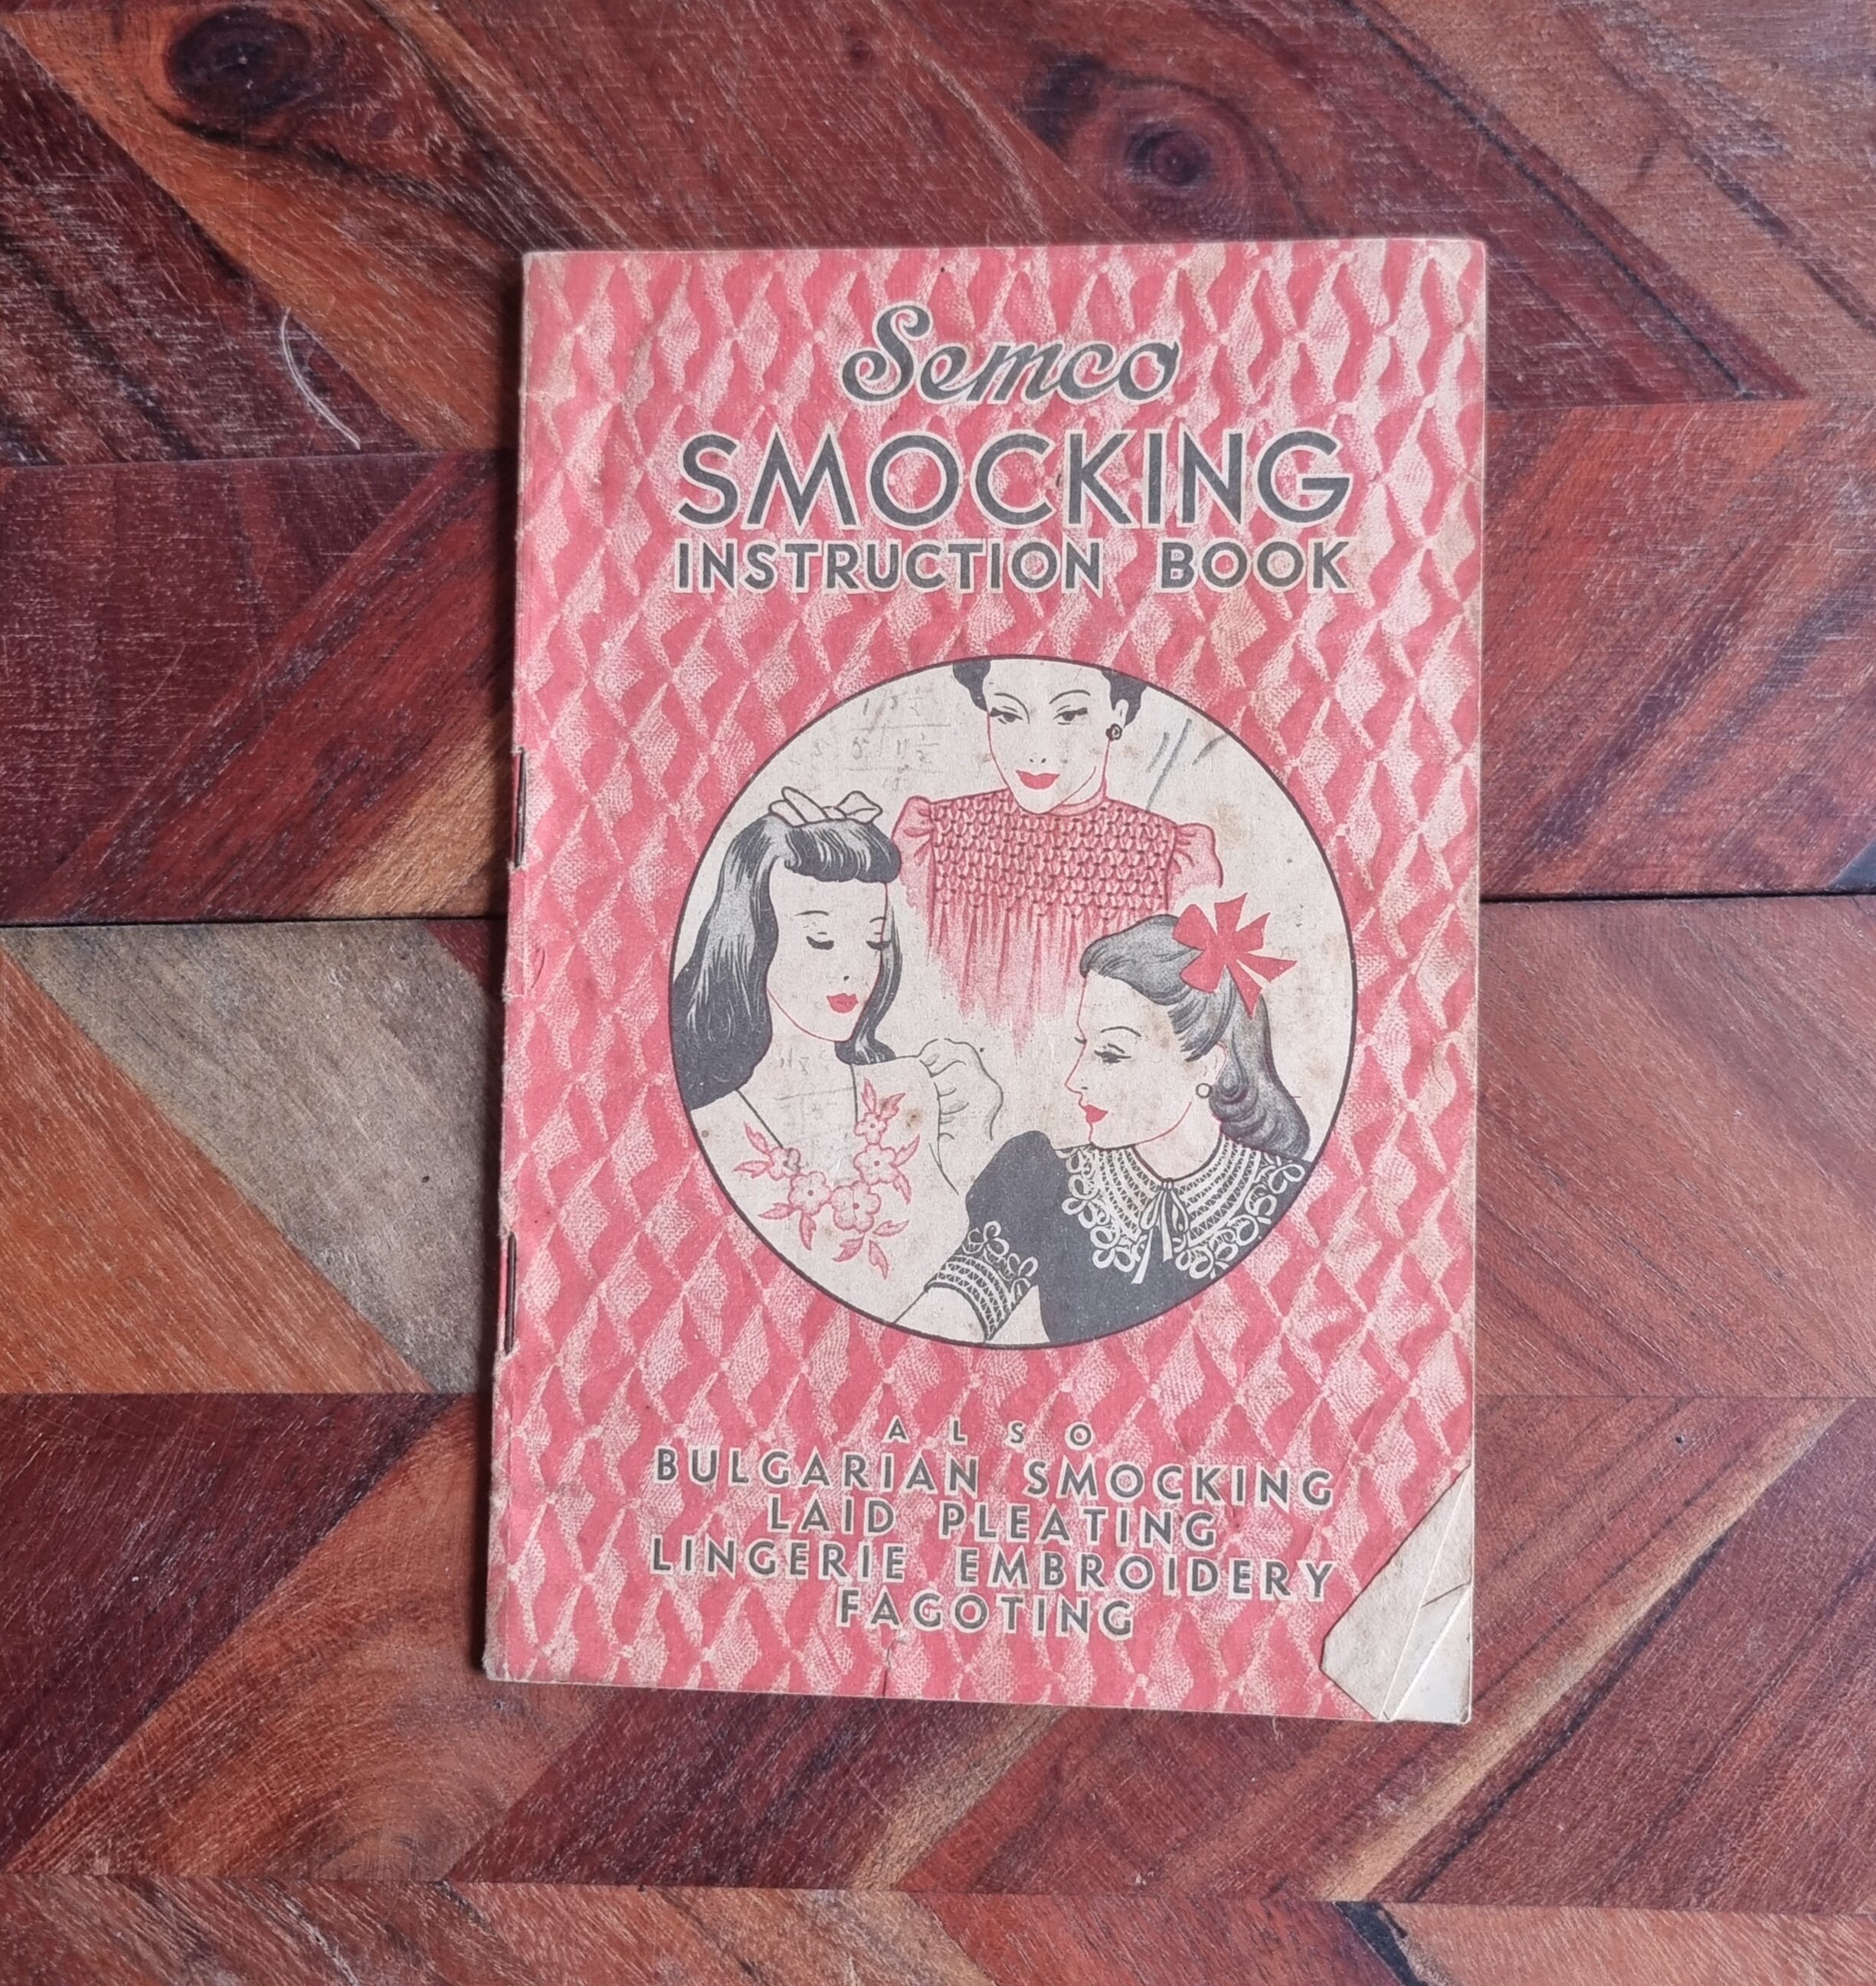 Semco
SMOCKING
INSTRUCTION BOOK
ALSO
BULGARIAN SMOCKING
LAID PLEATING
LINGERIE EMBROIDERY
FAGOTING